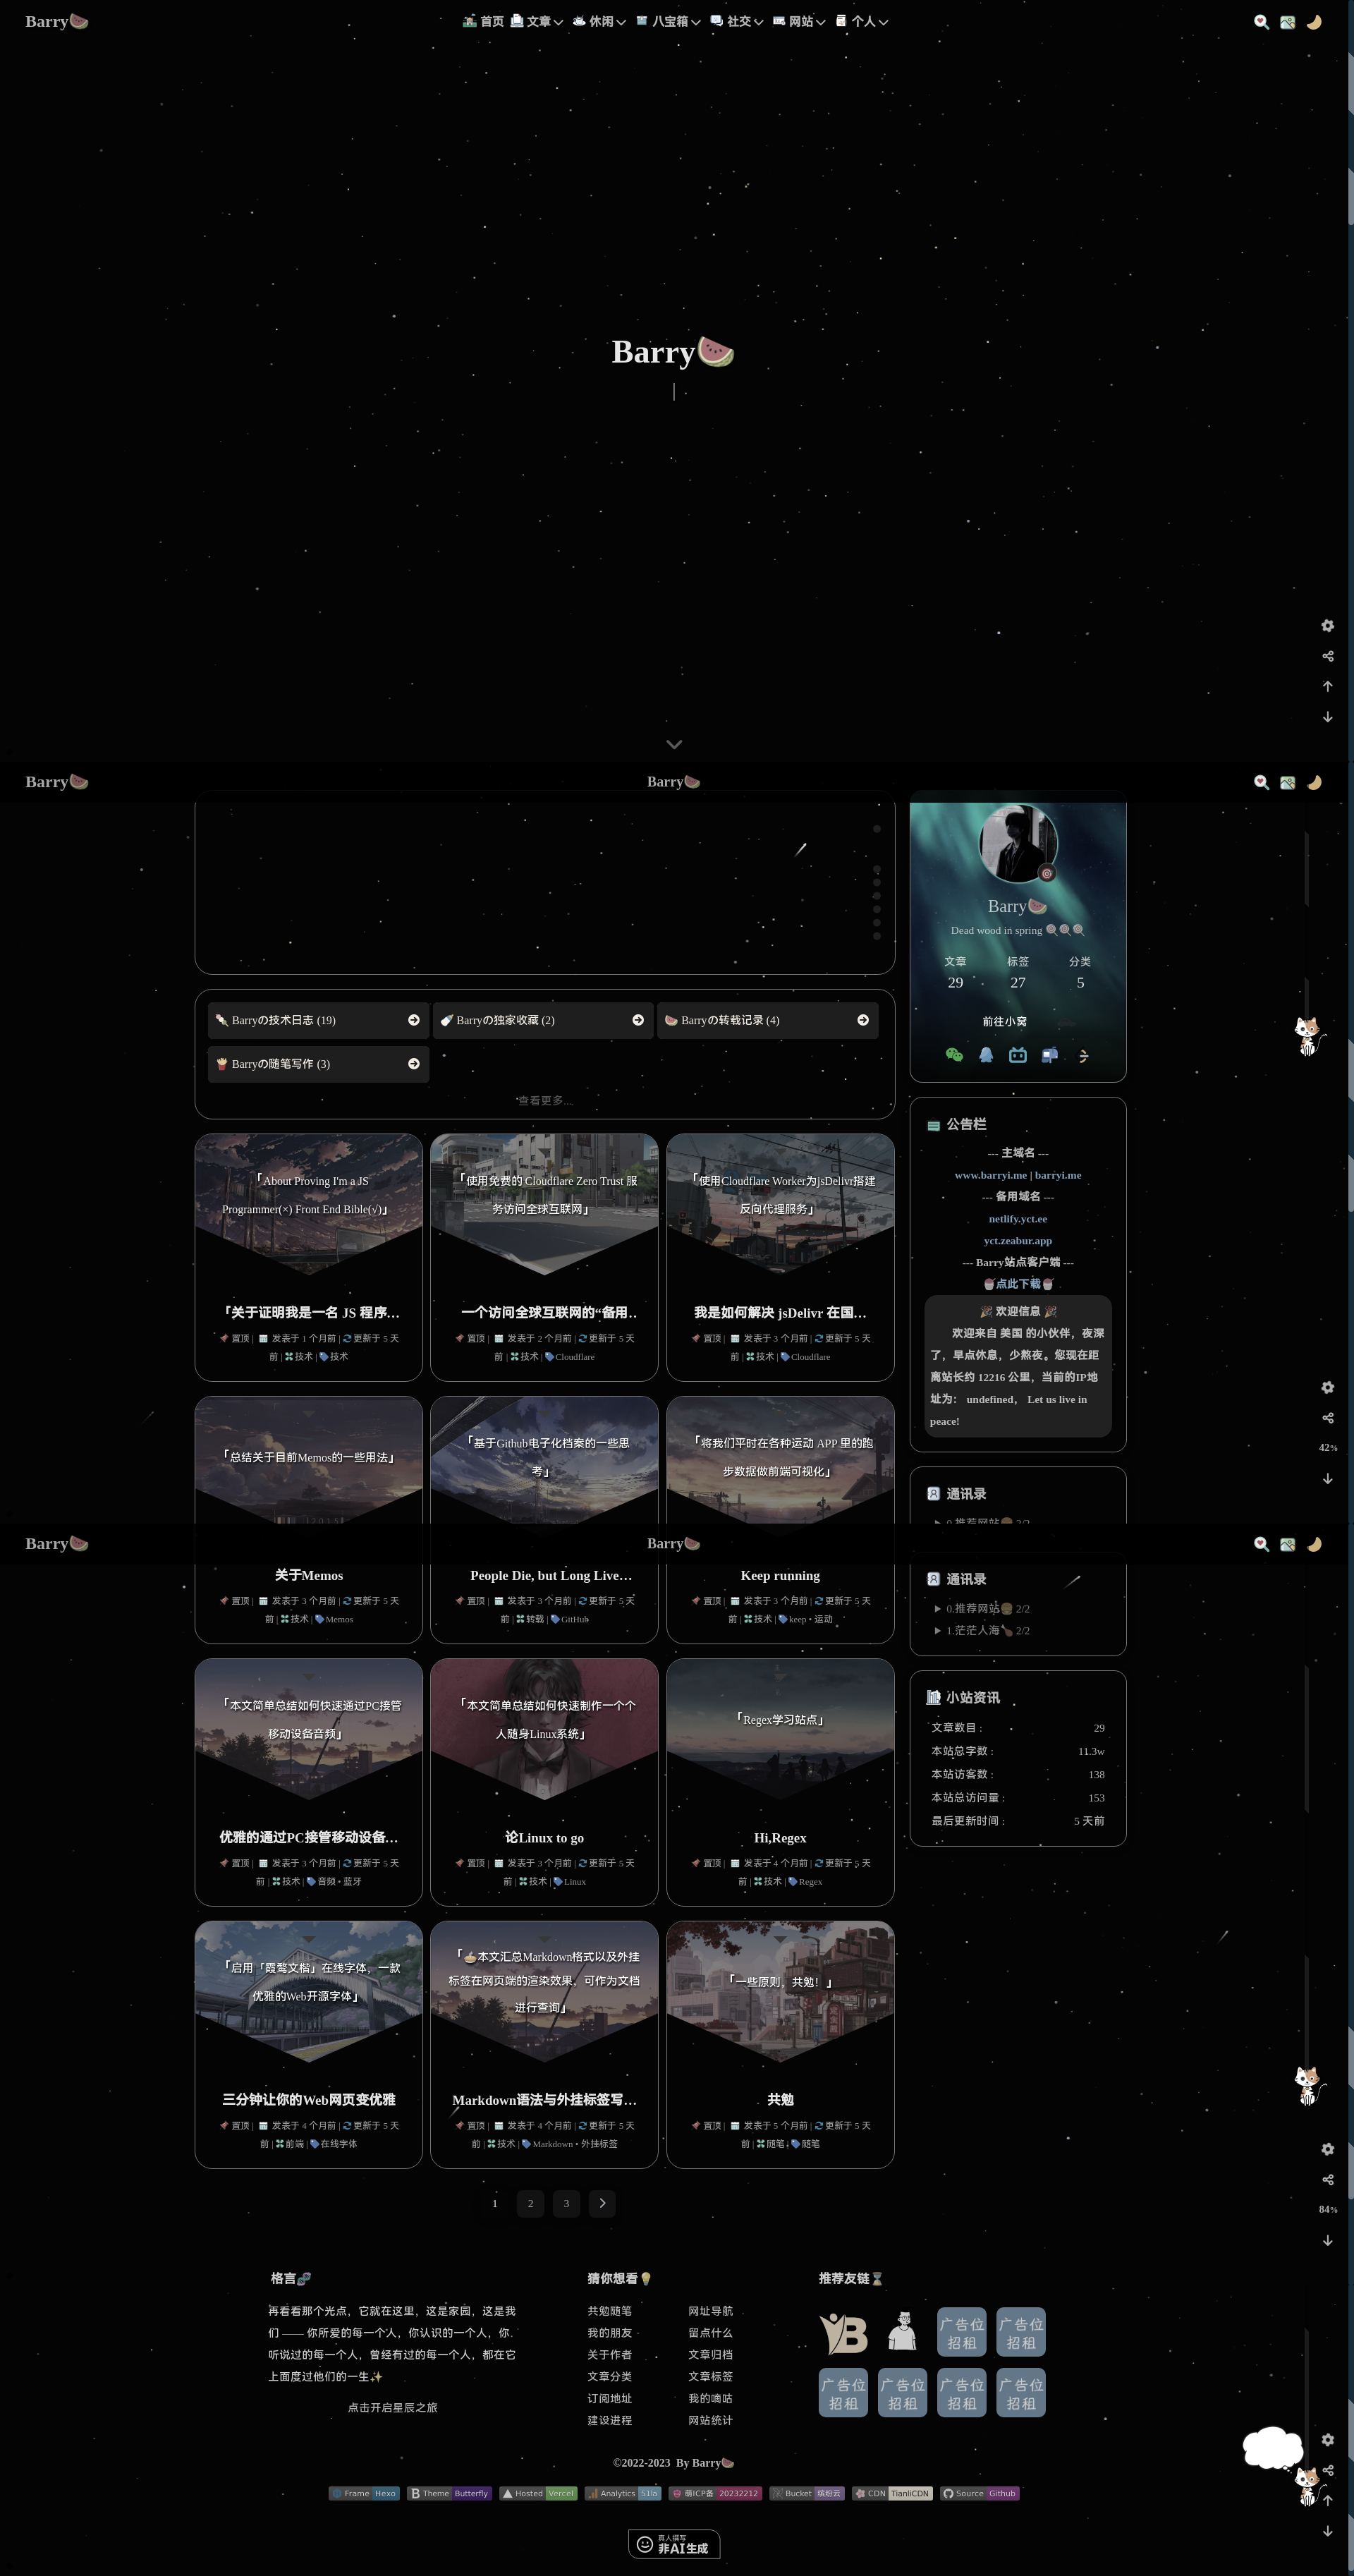 Barry🍉
首页 文章 休闲 八宝箱 社交 网站 个人
Barry🍉
Barry🍉
Barry🍉
Barryの技术日志 (19)
Barryの独家收藏 (2)
Barryの转载记录 (4)
Barryの随笔写作 (3)
查看更多...
「About Proving I'm a JS
Programmer(×) Front End Bible(√)」
「关于证明我是一名 JS 程序…
置顶 | 发表于 1 个月前 | 更新于 5 天
前 | 技术 | 技术
「使用免费的 Cloudflare Zero Trust 服
务访问全球互联网」
一个访问全球互联网的“备用…
置顶 | 发表于 2 个月前 | 更新于 5 天
前 | 技术 | Cloudflare
「使用Cloudflare Worker为jsDelivr搭建
反向代理服务」
我是如何解决 jsDelivr 在国…
置顶 | 发表于 3 个月前 | 更新于 5 天
前 | 技术 | Cloudflare
「总结关于目前Memos的一些用法」
「基于Github电子化档案的一些思
考」
「将我们平时在各种运动 APP 里的跑
步数据做前端可视化」
Barry🍉
Dead wood in spring 🍭🍭🍭
文章 标签 分类
29 27 5
前往小窝
公告栏
--- 主域名 ---
www.barryi.me | barryi.me
--- 备用域名 ---
netlify.yct.ee
yct.zeabur.app
--- Barry站点客户端 ---
点此下载
🎉 欢迎信息 🎉
欢迎来自 美国 的小伙伴，夜深
了，早点休息，少熬夜。您现在距
离站长约 12216 公里，当前的IP地
址为： undefined， Let us live in
peace!
通讯录
42%
Barry🍉
Barry🍉
关于Memos
置顶 | 发表于 3 个月前 | 更新于 5 天
前 | 技术 | Memos
People Die, but Long Live…
置顶 | 发表于 3 个月前 | 更新于 5 天
前 | 转载 | GitHub
Keep running
置顶 | 发表于 3 个月前 | 更新于 5 天
前 | 技术 | keep • 运动
「本文简单总结如何快速通过PC接管
移动设备音频」
优雅的通过PC接管移动设备…
置顶 | 发表于 3 个月前 | 更新于 5 天
前 | 技术 | 音频 • 蓝牙
「本文简单总结如何快速制作一个个
人随身Linux系统」
论Linux to go
置顶 | 发表于 3 个月前 | 更新于 5 天
前 | 技术 | Linux
「Regex学习站点」
Hi,Regex
置顶 | 发表于 4 个月前 | 更新于 5 天
前 | 技术 | Regex
「启用「霞鹜文楷」在线字体，一款
优雅的Web开源字体」
三分钟让你的Web网页变优雅
置顶 | 发表于 4 个月前 | 更新于 5 天
前 | 前端 | 在线字体
「本文汇总Markdown格式以及外挂
标签在网页端的渲染效果，可作为文档
进行查询」
Markdown语法与外挂标签写…
置顶 | 发表于 4 个月前 | 更新于 5 天
前 | 技术 | Markdown • 外挂标签
「一些原则，共勉！」
共勉
置顶 | 发表于 5 个月前 | 更新于 5 天
前 | 随笔 | 随笔
通讯录
0.推荐网站 2/2
1.茫茫人海 2/2
小站资讯
文章数目 : 29
本站总字数 : 11.3w
本站访客数 : 138
本站总访问量 : 153
最后更新时间 : 5 天前
84%
1 2 3
格言
再看看那个光点，它就在这里，这是家园，这是我
们 —— 你所爱的每一个人，你认识的一个人，你
听说过的每一个人，曾经有过的每一个人，都在它
上面度过他们的一生✨
点击开启星辰之旅
猜你想看
共勉随笔 网址导航
我的朋友 留点什么
关于作者 文章归档
文章分类 文章标签
订阅地址 我的嘀咕
建设进程 网站统计
推荐友链
广告位
招租
广告位
招租
广告位
招租
广告位
招租
广告位
招租
广告位
招租
©2022-2023 By Barry🍉
Frame Hexo
Theme Butterfly
Hosted Vercel
Analytics 51la
萌ICP备 20232212
Bucket 缤纷云
CDN TianliCDN
Source Github
真人撰写
非AI生成